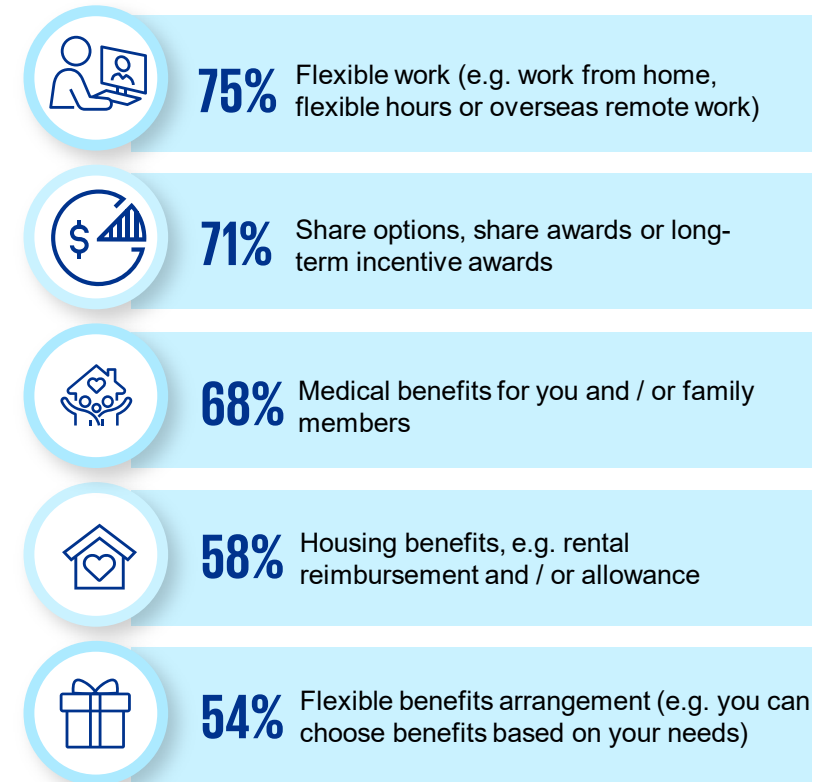 75%
Flexible work (e.g. work from home,
flexible hours or overseas remote work)
$
71%
Share options, share awards or long-
term incentive awards
68%
Medical benefits for you and / or family
members
58%
Housing benefits, e.g. rental
reimbursement and / or allowance
54%
Flexible benefits arrangement (e.g. you can
choose benefits based on your needs)